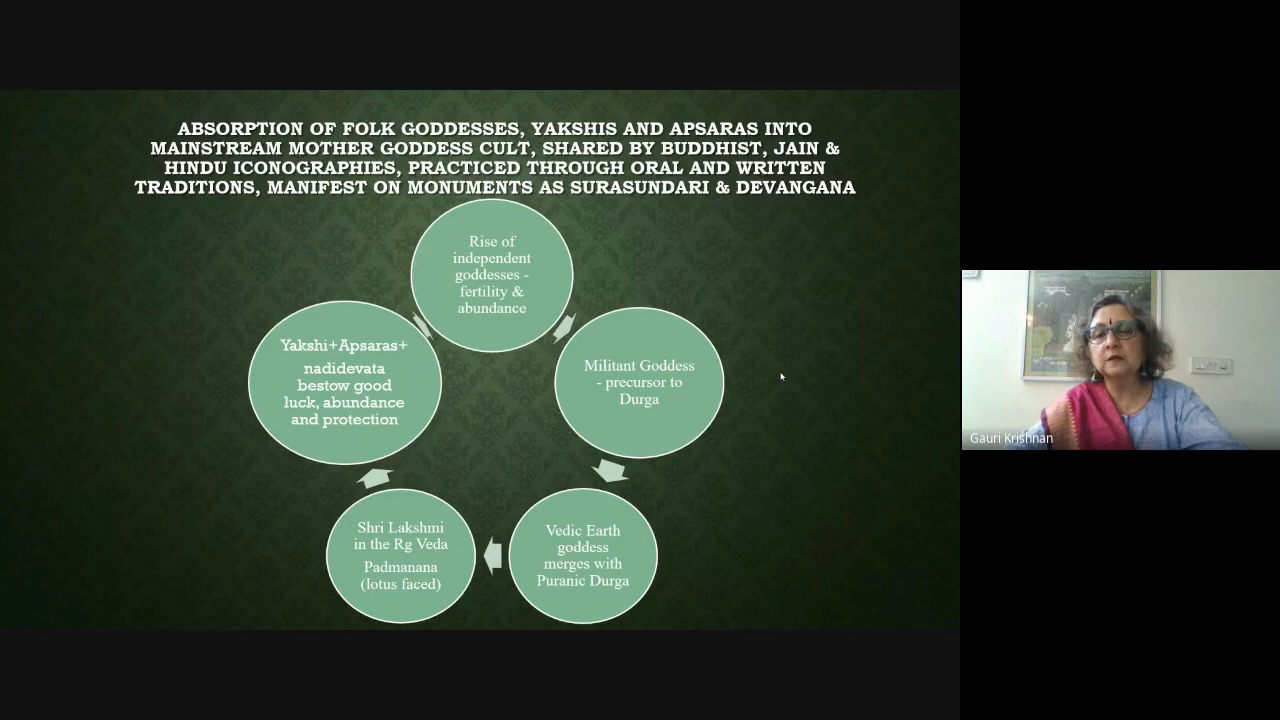 ABSORPTION OF FOLK GODDESSES, YAKSHIS AND APSARAS INTO
MAINSTREAM MOTHER GODDESS CULT, SHARED BY BUDDHIST, JAIN &
HINDU ICONOGRAPHIES, PRACTICED THROUGH ORAL AND WRITTEN
TRADITIONS, MANIFEST ON MONUMENTS AS SURASUNDARI & DEVANGANA
Rise of
independent
goddesses -
fertility &
abundance
Militant Goddess
- precursor to
Durga
Vedic Earth
goddess
merges with
Puranic Durga
Shri Lakshmi
in the Rg Veda
Padmanana
(lotus faced)
Yakshi+Apsaras+
nadidevata
bestow good
luck, abundance
and protection
Gauri Krishnan